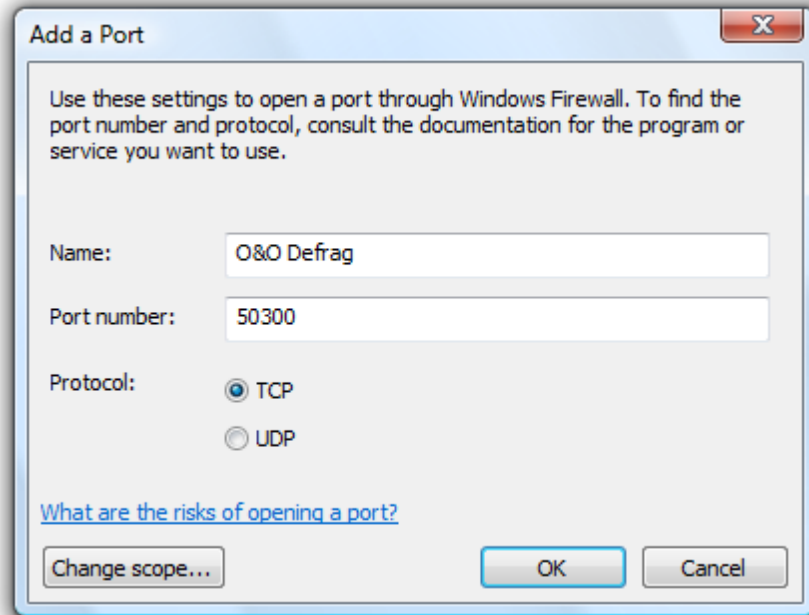 Add a Port
Use these settings to open a port through Windows Firewall. To find the
port number and protocol, consult the documentation for the program or
service you want to use.
Name: O&O Defrag
Port number: 50300
Protocol: TCP
UDP
What are the risks of opening a port?
Change scope... OK Cancel